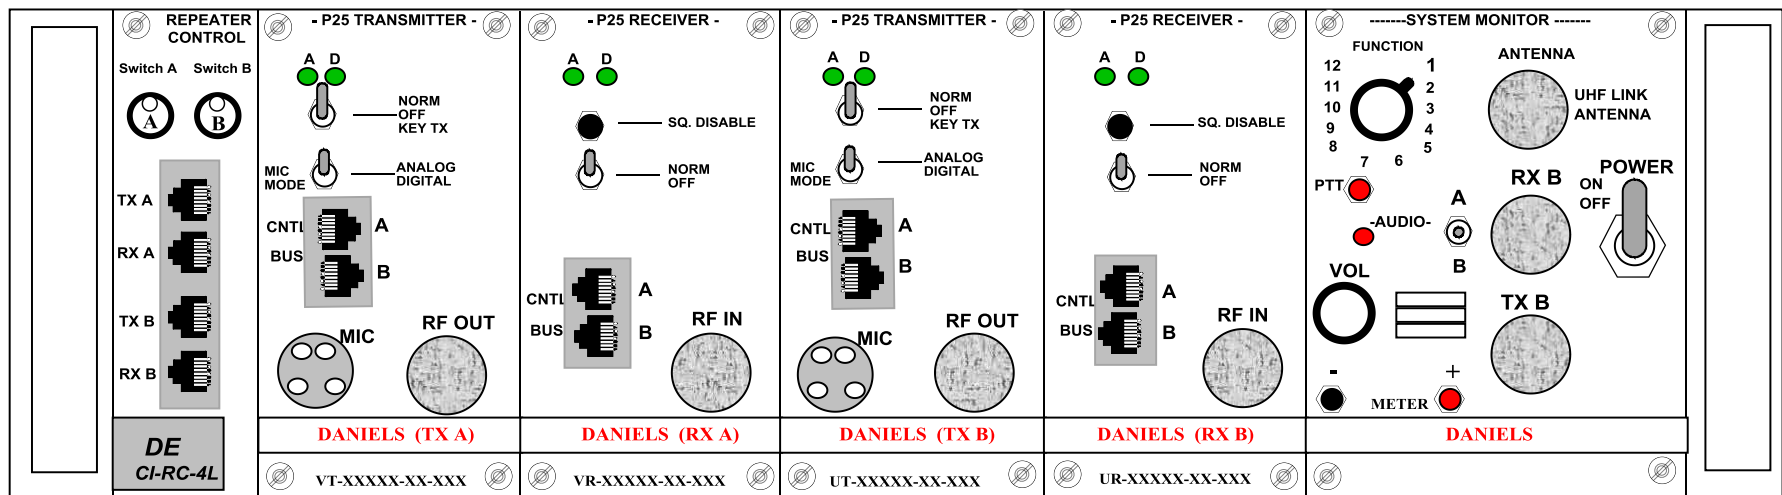 REPEATER
CONTROL
Switch A
Switch B
A
B
TX A
RX A
TX B
RX B
DE
CI-RC-4L
- P25 TRANSMITTER -
A D
NORM
OFF
KEY TX
MIC
MODE
ANALOG
DIGITAL
CNTL
BUS
A
B
MIC
RF OUT
DANIELS (TX A)
VT-XXXXX-XX-XXX
- P25 RECEIVER -
A D
SQ. DISABLE
NORM
OFF
CNTL
BUS
A
B
RF IN
DANIELS (RX A)
VR-XXXXX-XX-XXX
- P25 TRANSMITTER -
A D
NORM
OFF
KEY TX
MIC
MODE
ANALOG
DIGITAL
CNTL
BUS
A
B
MIC
RF OUT
DANIELS (TX B)
UT-XXXXX-XX-XXX
- P25 RECEIVER -
A D
SQ. DISABLE
NORM
OFF
CNTL
BUS
A
B
RF IN
DANIELS (RX B)
UR-XXXXX-XX-XXX
-------SYSTEM MONITOR -------
FUNCTION
12
11
10
9
8
7
6
5
4
3
2
1
ANTENNA
UHF LINK
ANTENNA
PTT
-AUDIO-
A
B
RX B
POWER
ON
OFF
VOL
TX B
-
+
METER
DANIELS